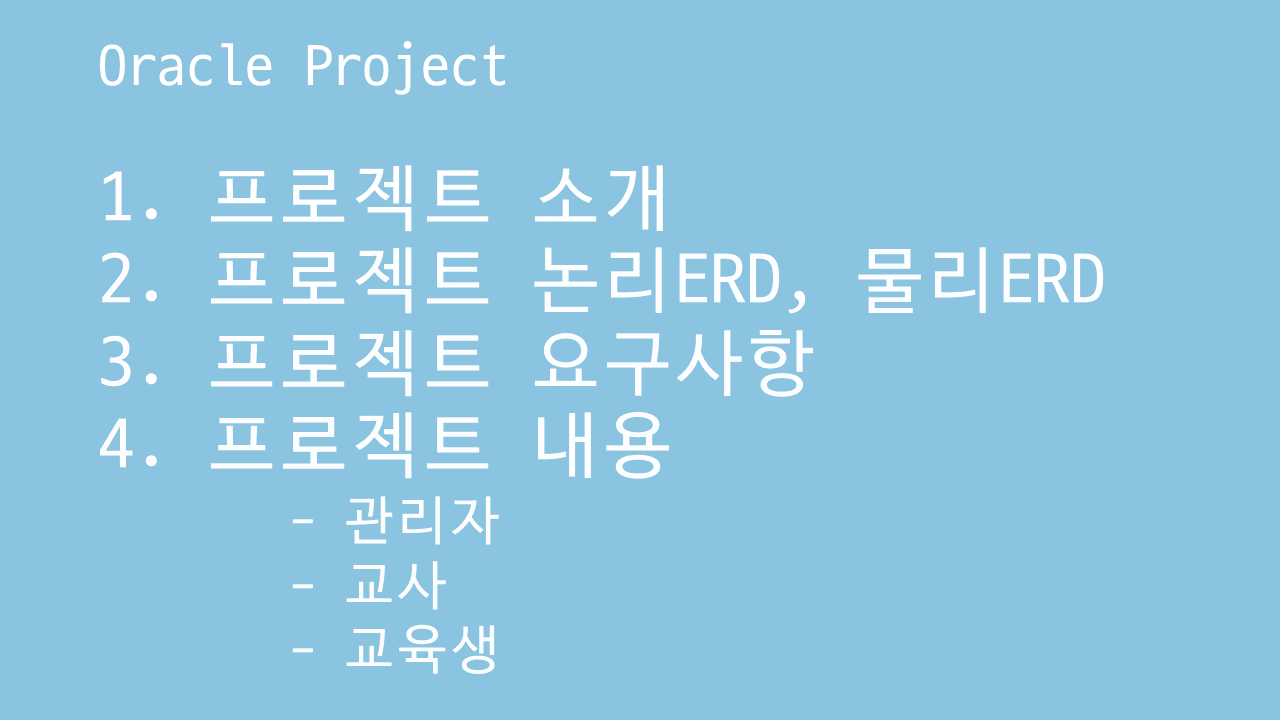 Oracle Project
1. 프로젝트 소개
2. 프로젝트 논리ERD, 물리ERD
3. 프로젝트 요구사항
4. 프로젝트 내용
- 관리자
- 교사
- 교육생